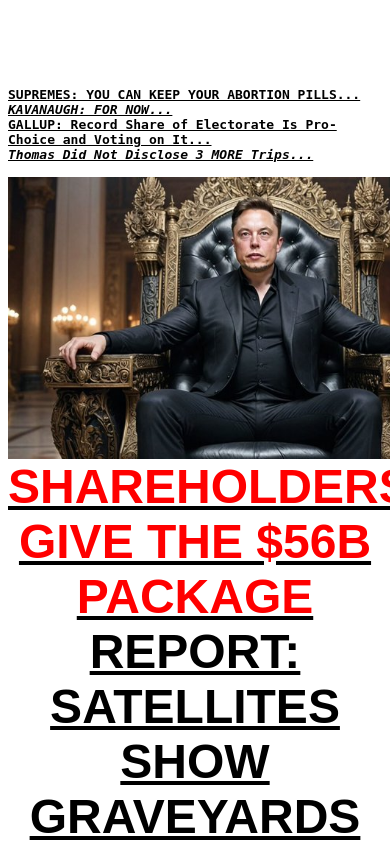 SUPREMES: YOU CAN KEEP YOUR ABORTION PILLS...
KAVANAUGH: FOR NOW...
GALLUP: Record Share of Electorate Is Pro-
Choice and Voting on It...
Thomas Did Not Disclose 3 MORE Trips...
SHAREHOLDERS
GIVE THE $56B
PACKAGE
REPORT:
SATELLITES
SHOW
GRAVEYARDS